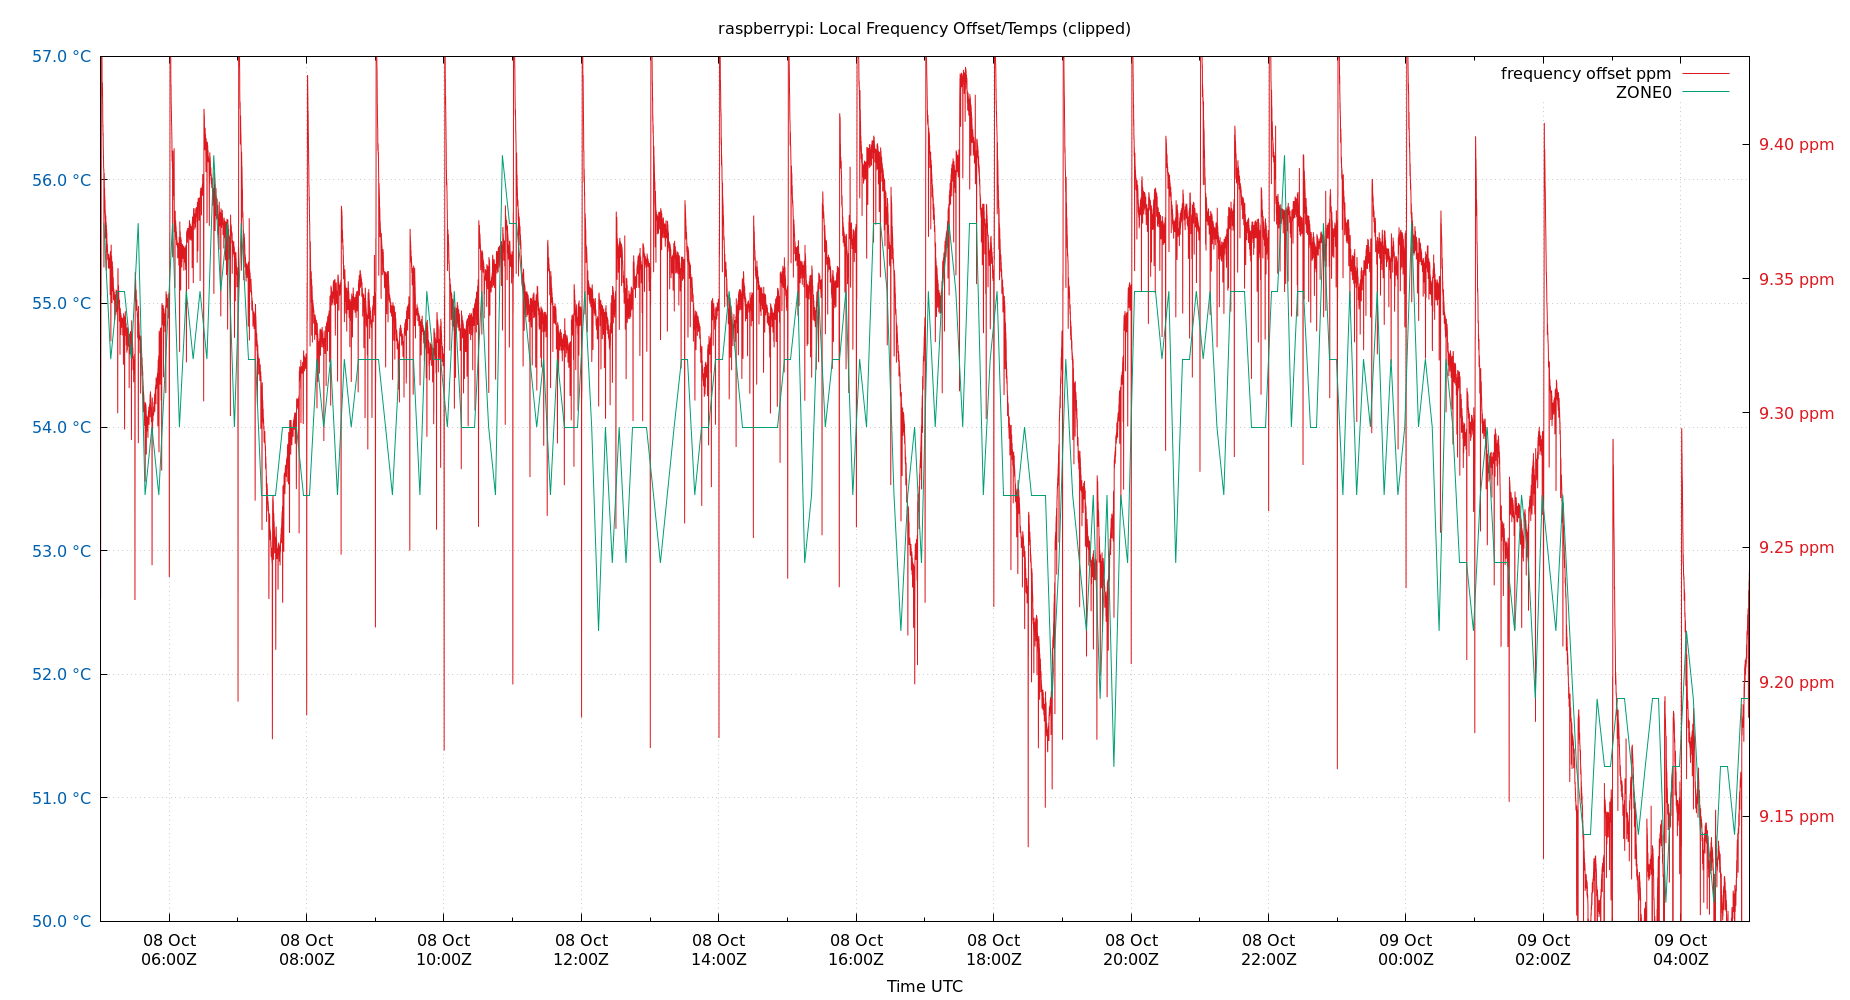 raspberrypi: Local Frequency Offset/Temps (clipped)
57.0 °C
56.0 °C
55.0 °C
54.0 °C
53.0 °C
52.0 °C
51.0 °C
50.0 °C
frequency offset ppm
ZONE0
9.40 ppm
9.35 ppm
9.30 ppm
9.25 ppm
9.20 ppm
9.15 ppm
08 Oct
06:00Z
08 Oct
08:00Z
08 Oct
10:00Z
08 Oct
12:00Z
08 Oct
14:00Z
08 Oct
16:00Z
08 Oct
18:00Z
08 Oct
20:00Z
08 Oct
22:00Z
09 Oct
00:00Z
09 Oct
02:00Z
09 Oct
04:00Z
Time UTC